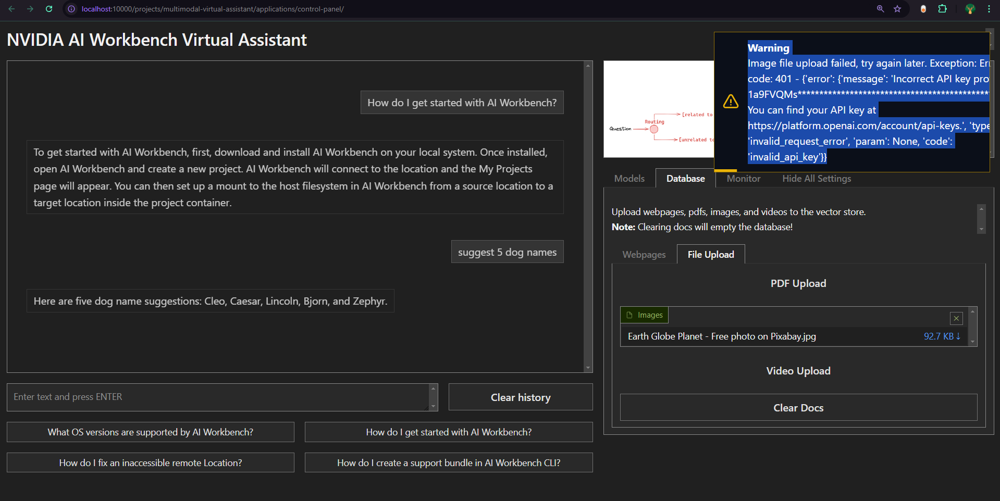 localhost:10000/projects/multimodal-virtual-assistant/applications/control-panel/
NVIDIA AI Workbench Virtual Assistant
How do I get started with AI Workbench?
To get started with AI Workbench, first, download and install AI Workbench on your local system. Once installed,
open AI Workbench and create a new project. AI Workbench will connect to the location and the My Projects
page will appear. You can then set up a mount to the host filesystem in AI Workbench from a source location to a
target location inside the project container.
suggest 5 dog names
Here are five dog name suggestions: Cleo, Caesar, Lincoln, Bjorn, and Zephyr.
Enter text and press ENTER
Clear history
What OS versions are supported by AI Workbench?
How do I get started with AI Workbench?
How do I fix an inaccessible remote Location?
How do I create a support bundle in AI Workbench CLI?
Warning
Image file upload failed, try again later. Exception:
code: 401 - {'error': {'message': 'Incorrect API key
1a9FVQMs********************************************
You can find your API key at
https://platform.openai.com/account/api-keys.', 'type
'invalid_request_error', 'param': None, 'code':
'invalid_api_key'}}
Question
Routing
[related to
[unrelated to
Models
Database
Monitor
Hide All Settings
Upload webpages, pdfs, images, and videos to the vector store.
Note: Clearing docs will empty the database!
Webpages
File Upload
PDF Upload
Images
Earth Globe Planet - Free photo on Pixabay.jpg
92.7 KB ⇣
Video Upload
Clear Docs